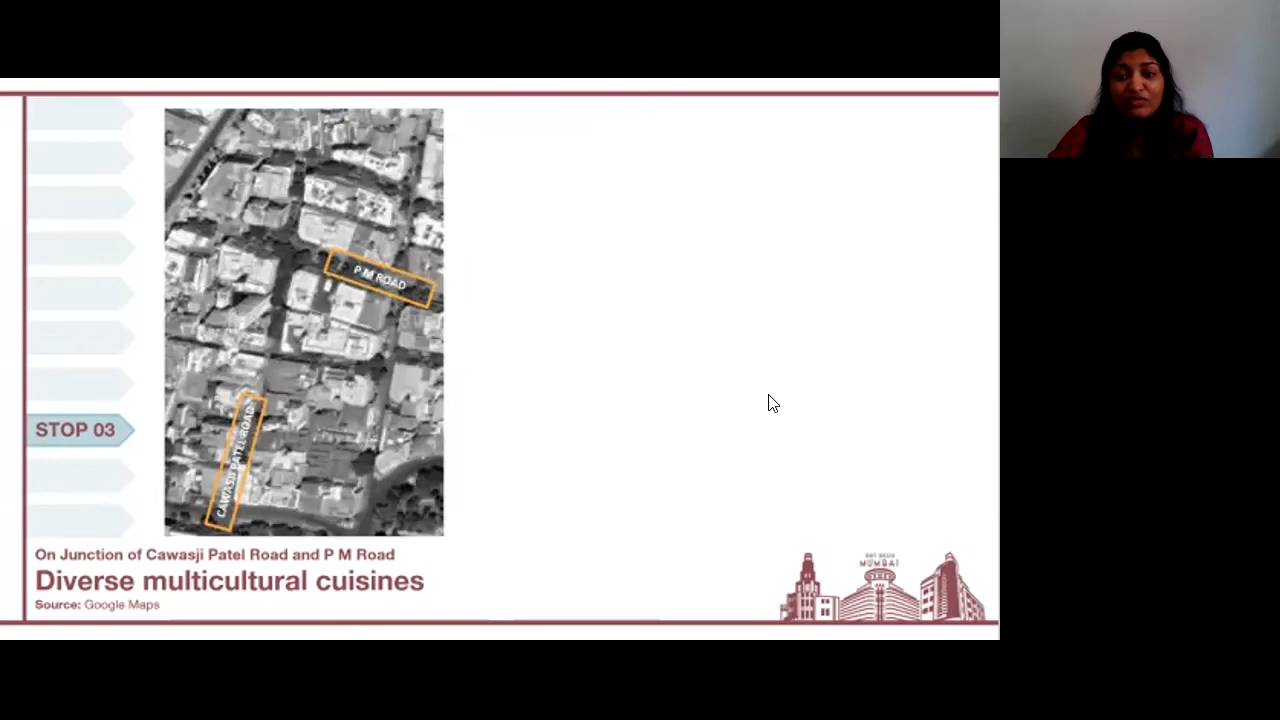 P M ROAD
STOP 03
CAWASJI PATEL ROAD
On Junction of Cawasji Patel Road and P M Road
Diverse multicultural cuisines
Source: Google Maps
MUMBAI